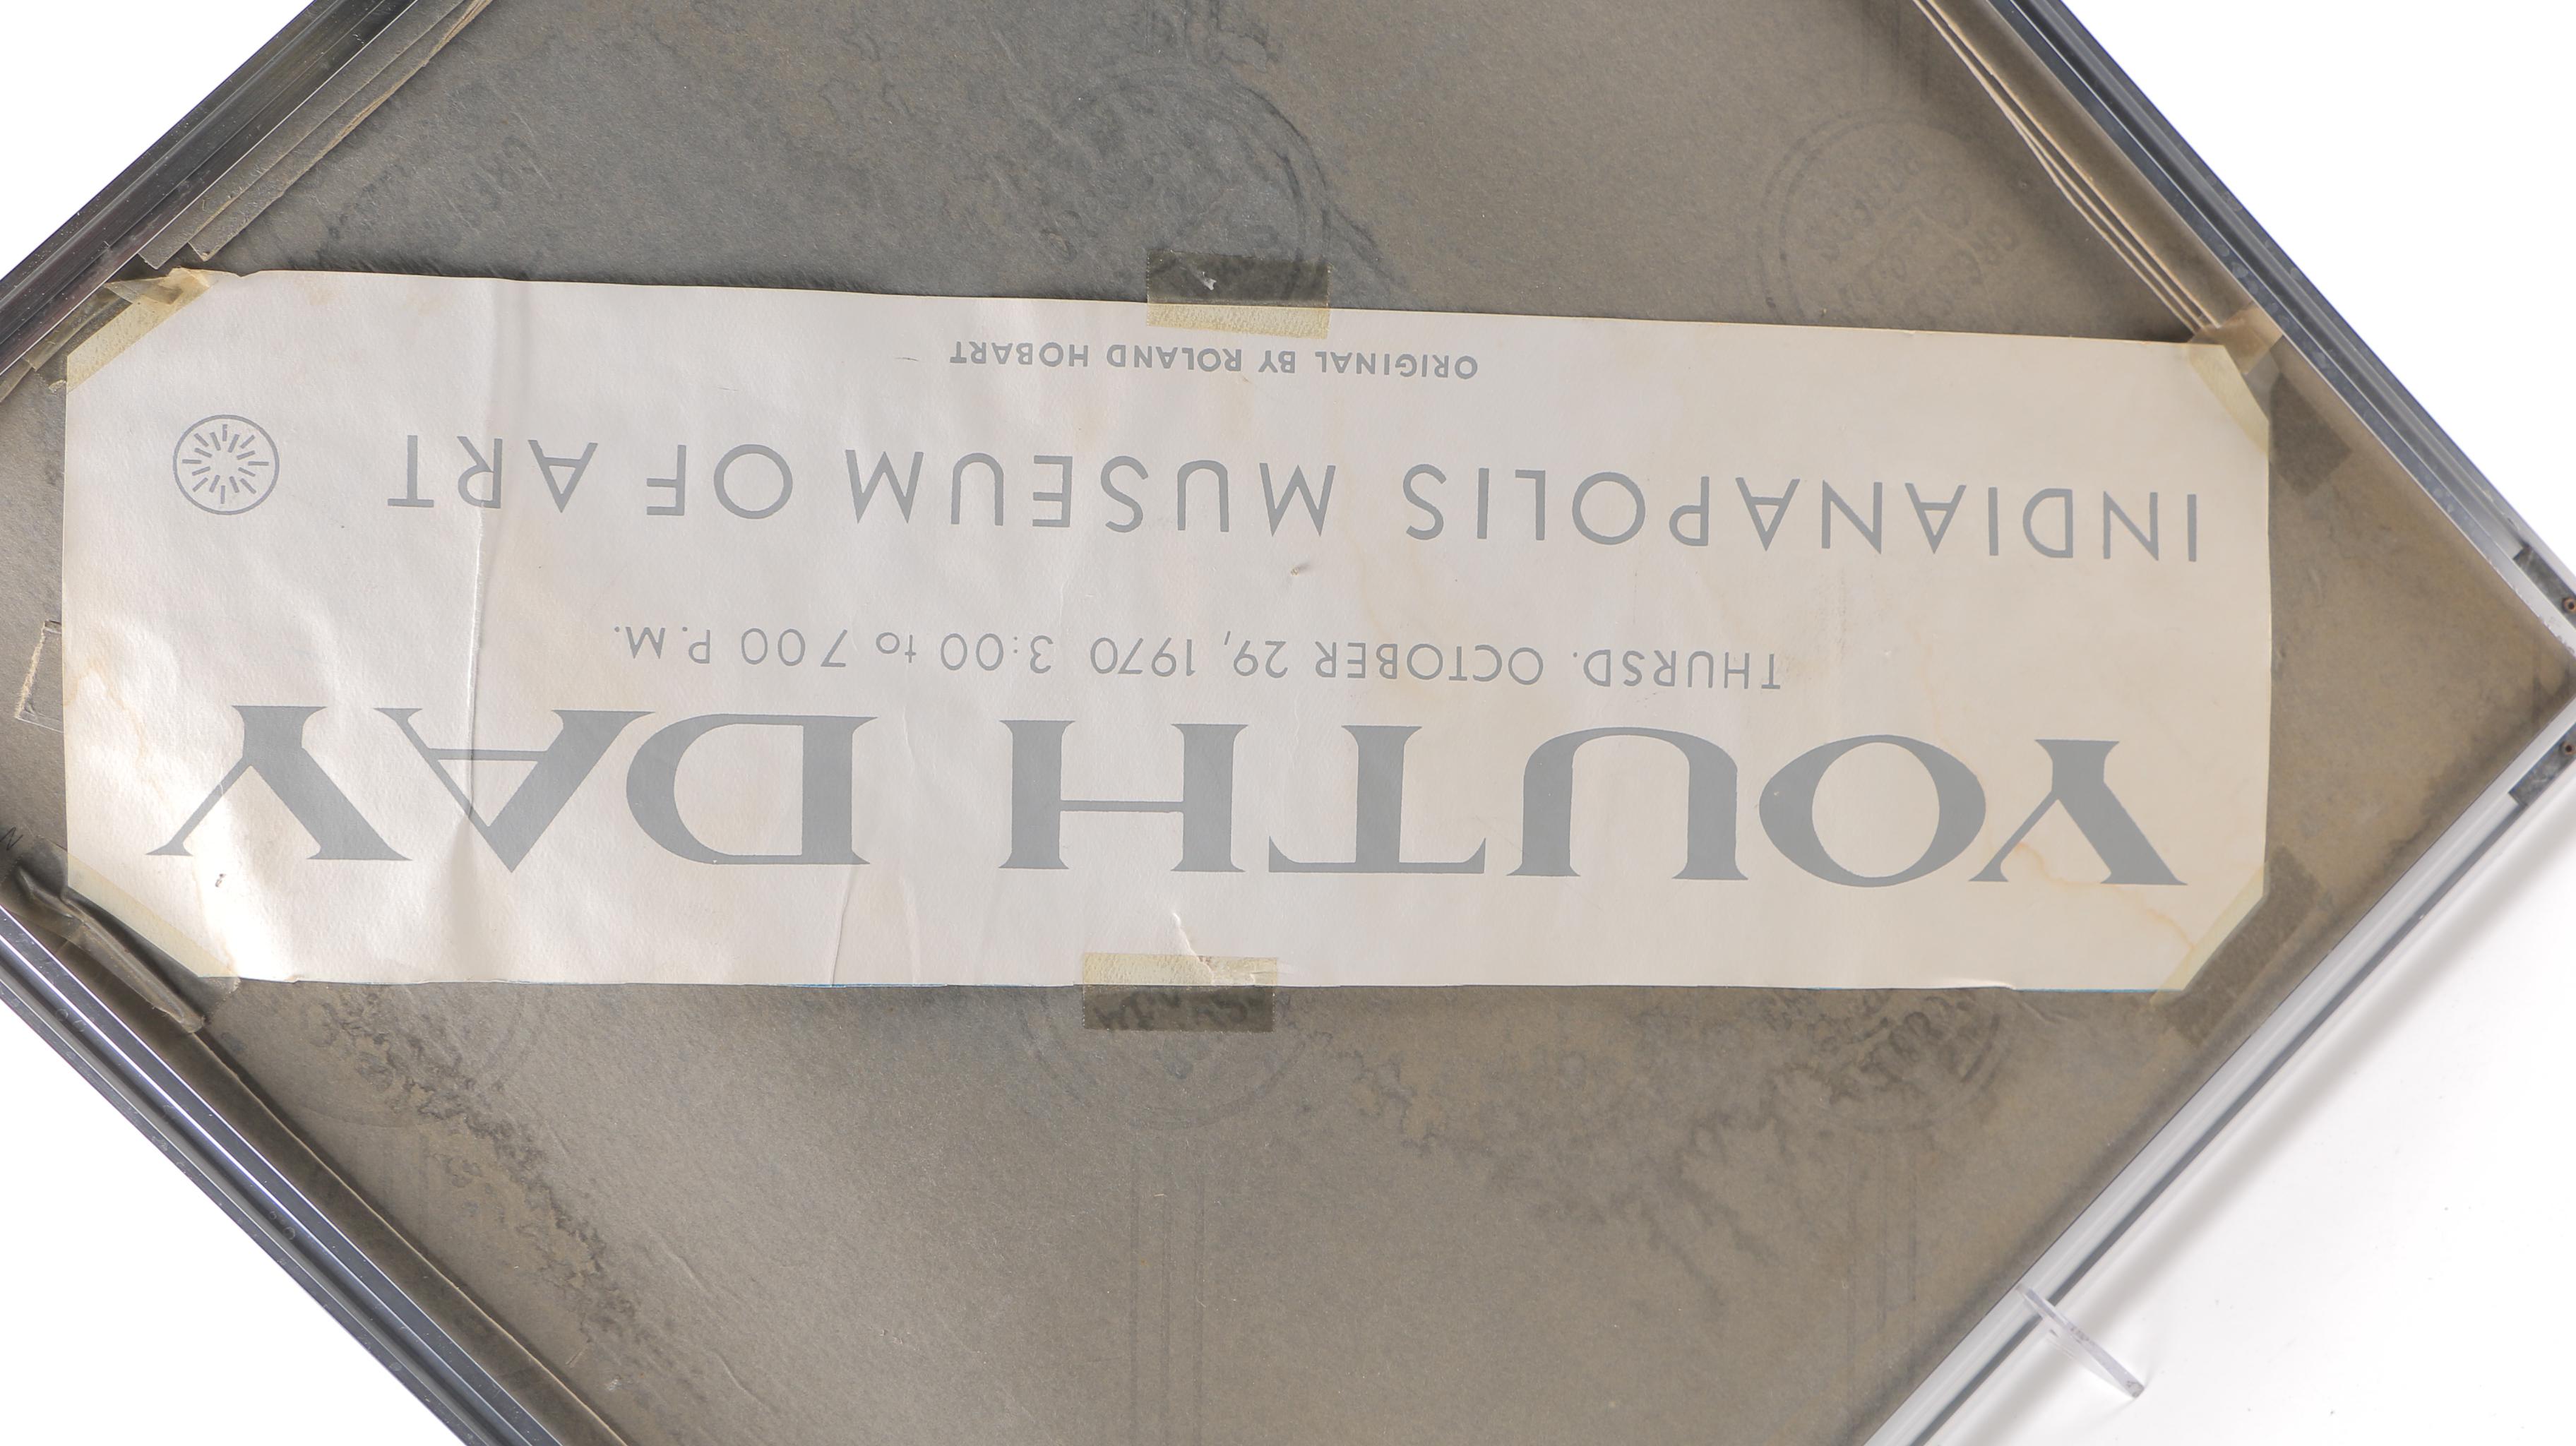 YOUTH DAY
THURSD. OCTOBER 29, 1970 3:00 to 7 00 P.M.
INDIANAPOLIS MUSEUM OF ART
ORIGINAL BY ROLAND HOBART